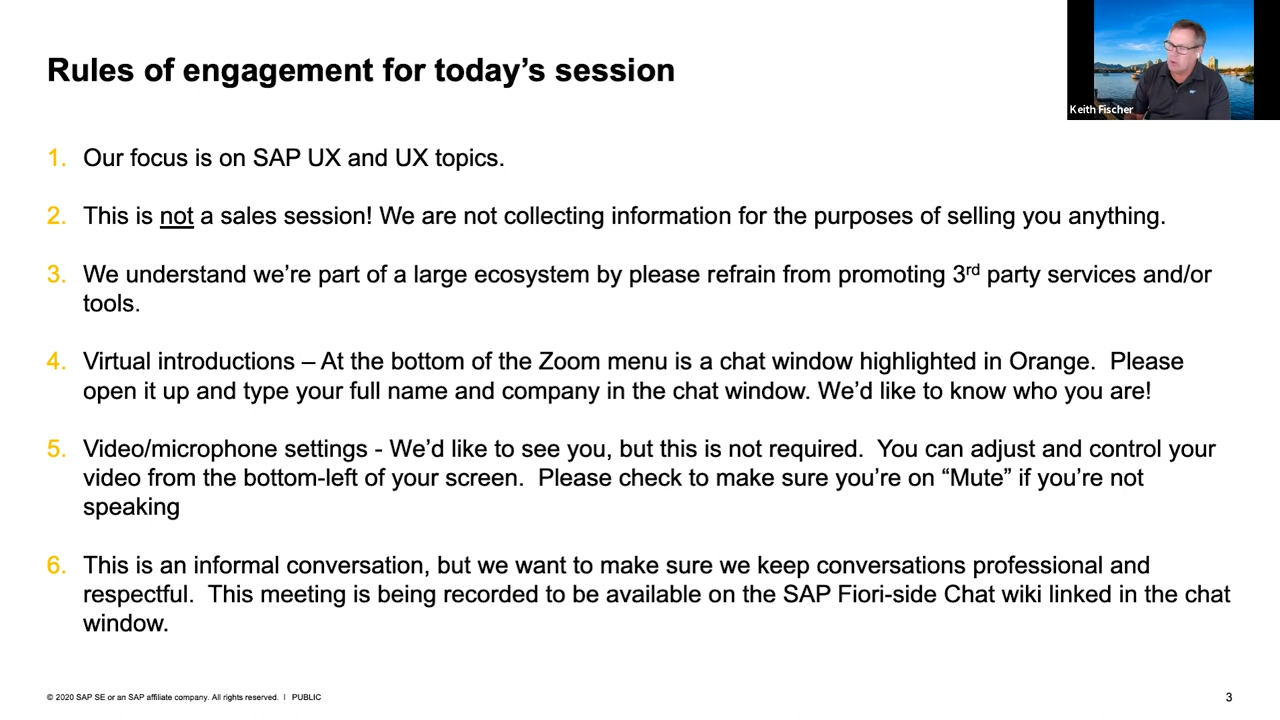 Rules of engagement for today’s session
Keith Fischer
1. Our focus is on SAP UX and UX topics.
2. This is not a sales session! We are not collecting information for the purposes of selling you anything.
3. We understand we’re part of a large ecosystem by please refrain from promoting 3rd party services and/or
tools.
4. Virtual introductions – At the bottom of the Zoom menu is a chat window highlighted in Orange.  Please
open it up and type your full name and company in the chat window. We’d like to know who you are!
5. Video/microphone settings - We’d like to see you, but this is not required.  You can adjust and control your
video from the bottom-left of your screen.  Please check to make sure you’re on “Mute” if you’re not
speaking
6. This is an informal conversation, but we want to make sure we keep conversations professional and
respectful.  This meeting is being recorded to be available on the SAP Fiori-side Chat wiki linked in the chat
window.
© 2020 SAP SE or an SAP affiliate company. All rights reserved. I PUBLIC
3